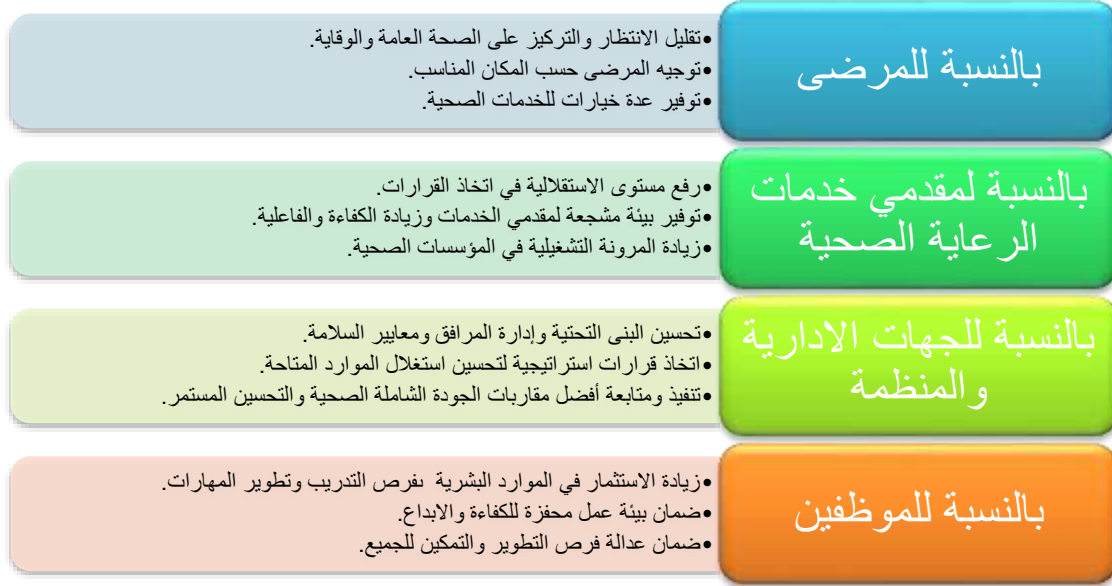 بالنسبة للمرضى
•تقليل الانتظار والتركيز على الصحة العامة والوقاية.
•توجيه المرضى حسب المكان المناسب.
•توفير عدة خيارات للخدمات الصحية.
بالنسبة لمقدمي خدمات
الرعاية الصحية
•رفع مستوى الاستقلالية في اتخاذ القرارات.
•توفير بيئة مشجعة لمقدمي الخدمات وزيادة الكفاءة والفاعلية.
•زيادة المرونة التشغيلية في المؤسسات الصحية.
بالنسبة للجهات الادارية
والمنظمة
•تحسين البنى التحتية وإدارة المرافق ومعايير السلامة.
•اتخاذ قرارات استراتيجية لتحسين استغلال الموارد المتاحة.
•تنفيذ ومتابعة أفضل مقاربات الجودة الشاملة الصحية والتحسين المستمر.
بالنسبة للموظفين
•زيادة الاستثمار في الموارد البشرية التدريب وتطوير المهارات.
•ضمان بيئة عمل محفزة للكفاءة والابداع.
•ضمان عدالة فرص التطوير والتمكين للجميع.